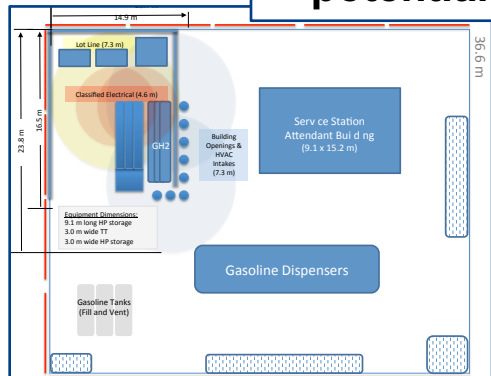 14.9 m
Lot Line (7.3 m)
36.6 m
Classified Electrical (4.6 m)
23.8 m
16.5 m
GH2
Building
Openings &
HVAC
Intakes
(7.3 m)
Serv ce Station
Attendant Bui d ng
(9.1 x 15.2 m)
Equipment Dimensions:
9.1 m long HP storage
3.0 m wide TT
3.0 m wide HP storage
Gasoline Dispensers
Gasoline Tanks
(Fill and Vent)